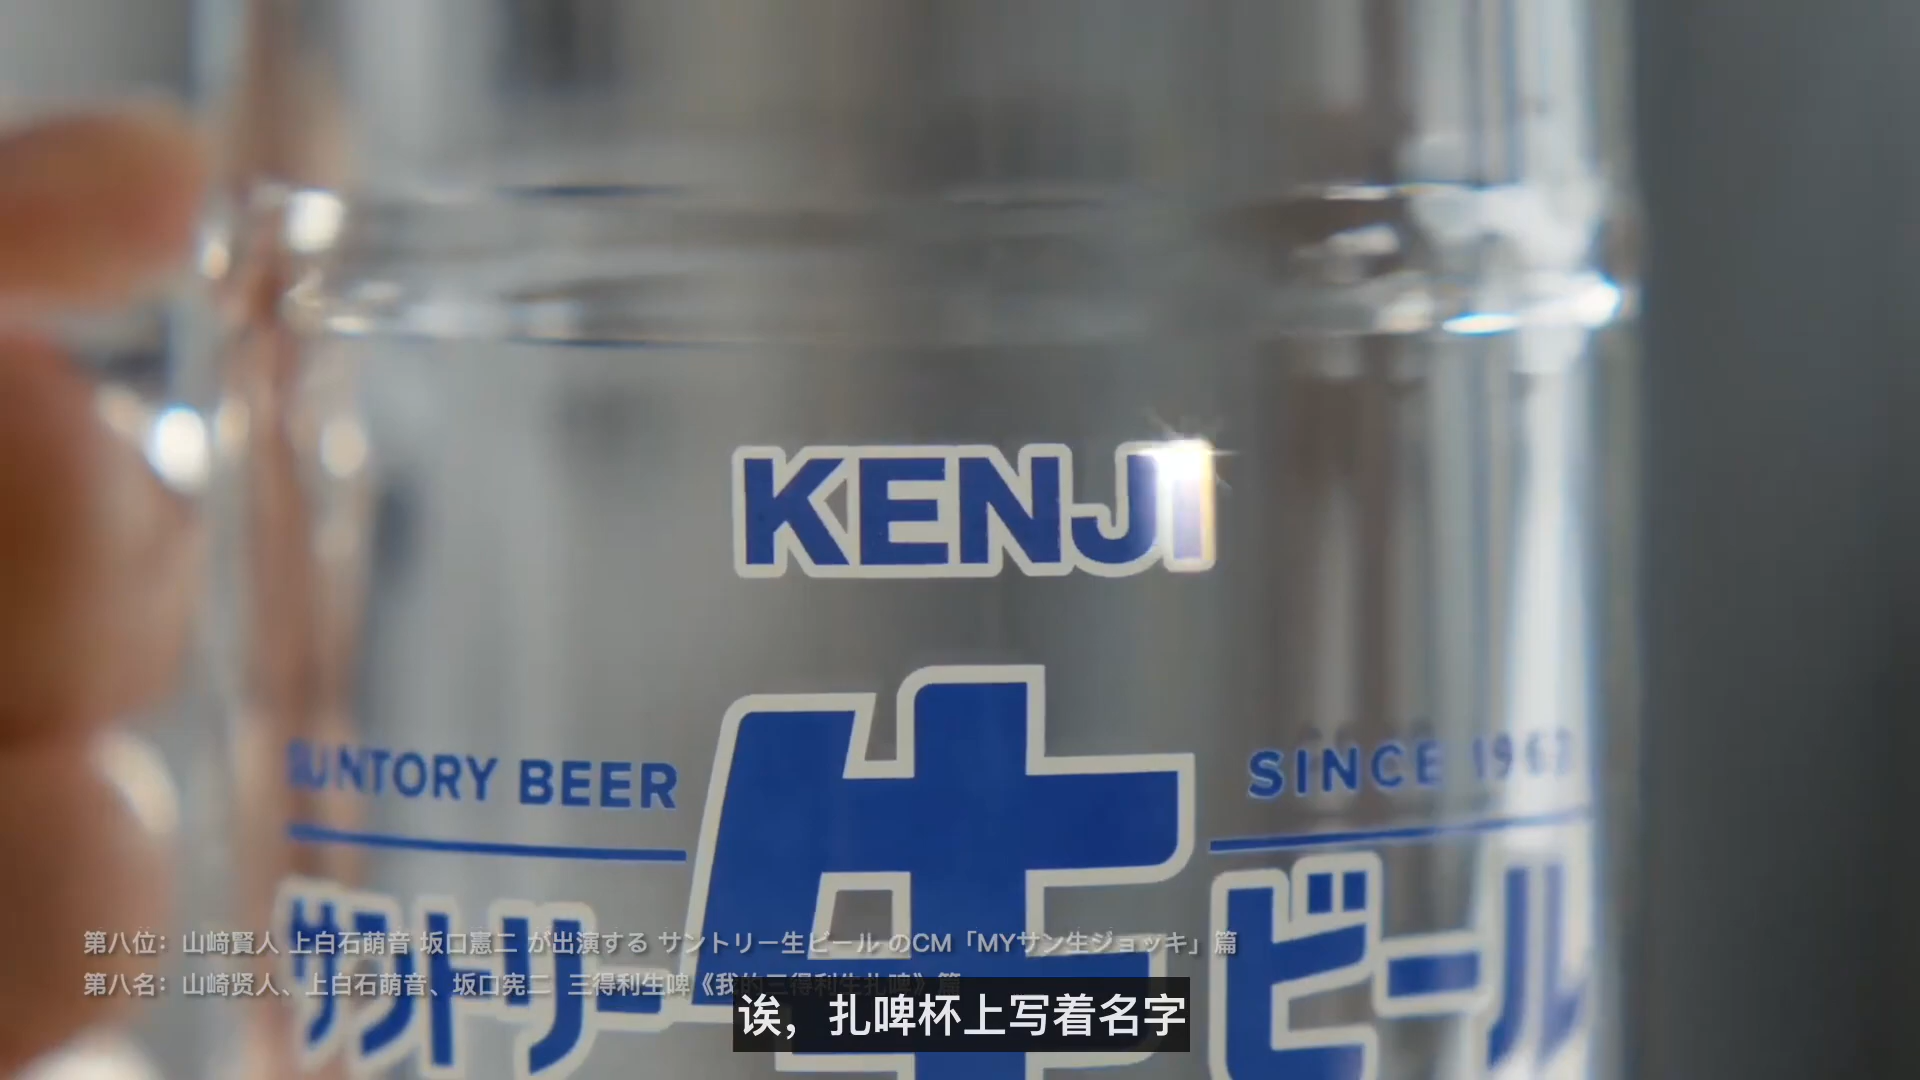 KENJI
SUNTORY BEER
SINCE 1963
サントリー生ビール
第八位：山﨑賢人 上白石萌音 坂口憲二 が出演する サントリー生ビール のCM「MYサン生ジョッキ」篇
第八名：山崎贤人、上白石萌音、坂口宪二 三得利生啤《我的三得利生扎啤》篇
诶，扎啤杯上写着名字